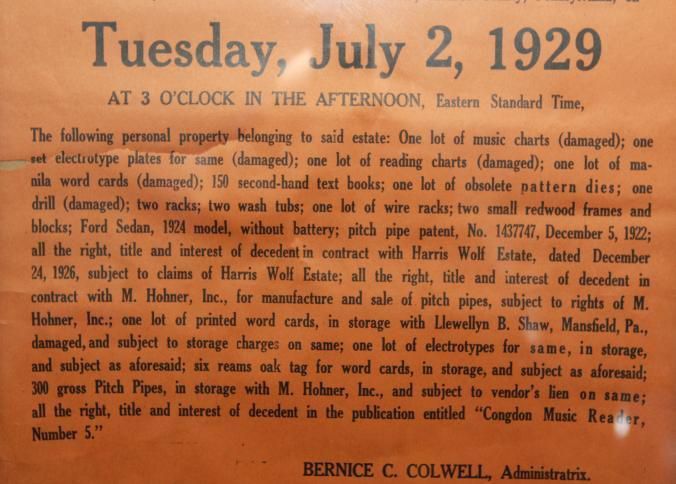 Tuesday, July 2, 1929
AT 3 O'CLOCK IN THE AFTERNOON, Eastern Standard Time,
The following personal property belonging to said estate: One lot of music charts (damaged); one
set electrotype plates for same (damaged); one lot of reading charts (damaged); one lot of ma-
nila word cards (damaged); 150 second-hand text books; one lot of obsolete pattern dies; one
drill (damaged); two racks; two wash tubs; one lot of wire racks; two small redwood frames and
blocks; Ford Sedan, 1924 model, without battery; pitch pipe patent, No. 1437747, December 5, 1922;
all the right, title and interest of decedent in contract with Harris Wolf Estate, dated December
24, 1926, subject to claims of Harris Wolf Estate; all the right, title and interest of decedent in
contract with M. Hohner, Inc., for manufacture and sale of pitch pipes, subject to rights of M.
Hohner, Inc.; one lot of printed word cards, in storage with Llewellyn B. Shaw, Mansfield, Pa.,
damaged, and subject to storage charges on same; one lot of electrotypes for same, in storage,
and subject as aforesaid; six reams oak tag for word cards, in storage, and subject as aforesaid;
300 gross Pitch Pipes, in storage with M. Hohner, Inc., and subject to vendor's lien on same;
all the right, title and interest of decedent in the publication entitled "Congdon Music Reader,
Number 5."
BERNICE C. COLWELL, Administratrix.